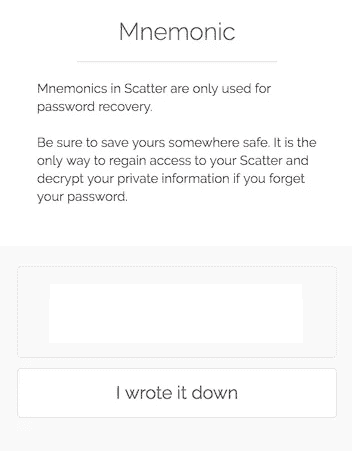 Mnemonic
Mnemonics in Scatter are only used for
password recovery.
Be sure to save yours somewhere safe. It is the
only way to regain access to your Scatter and
decrypt your private information if you forget
your password.
I wrote it down